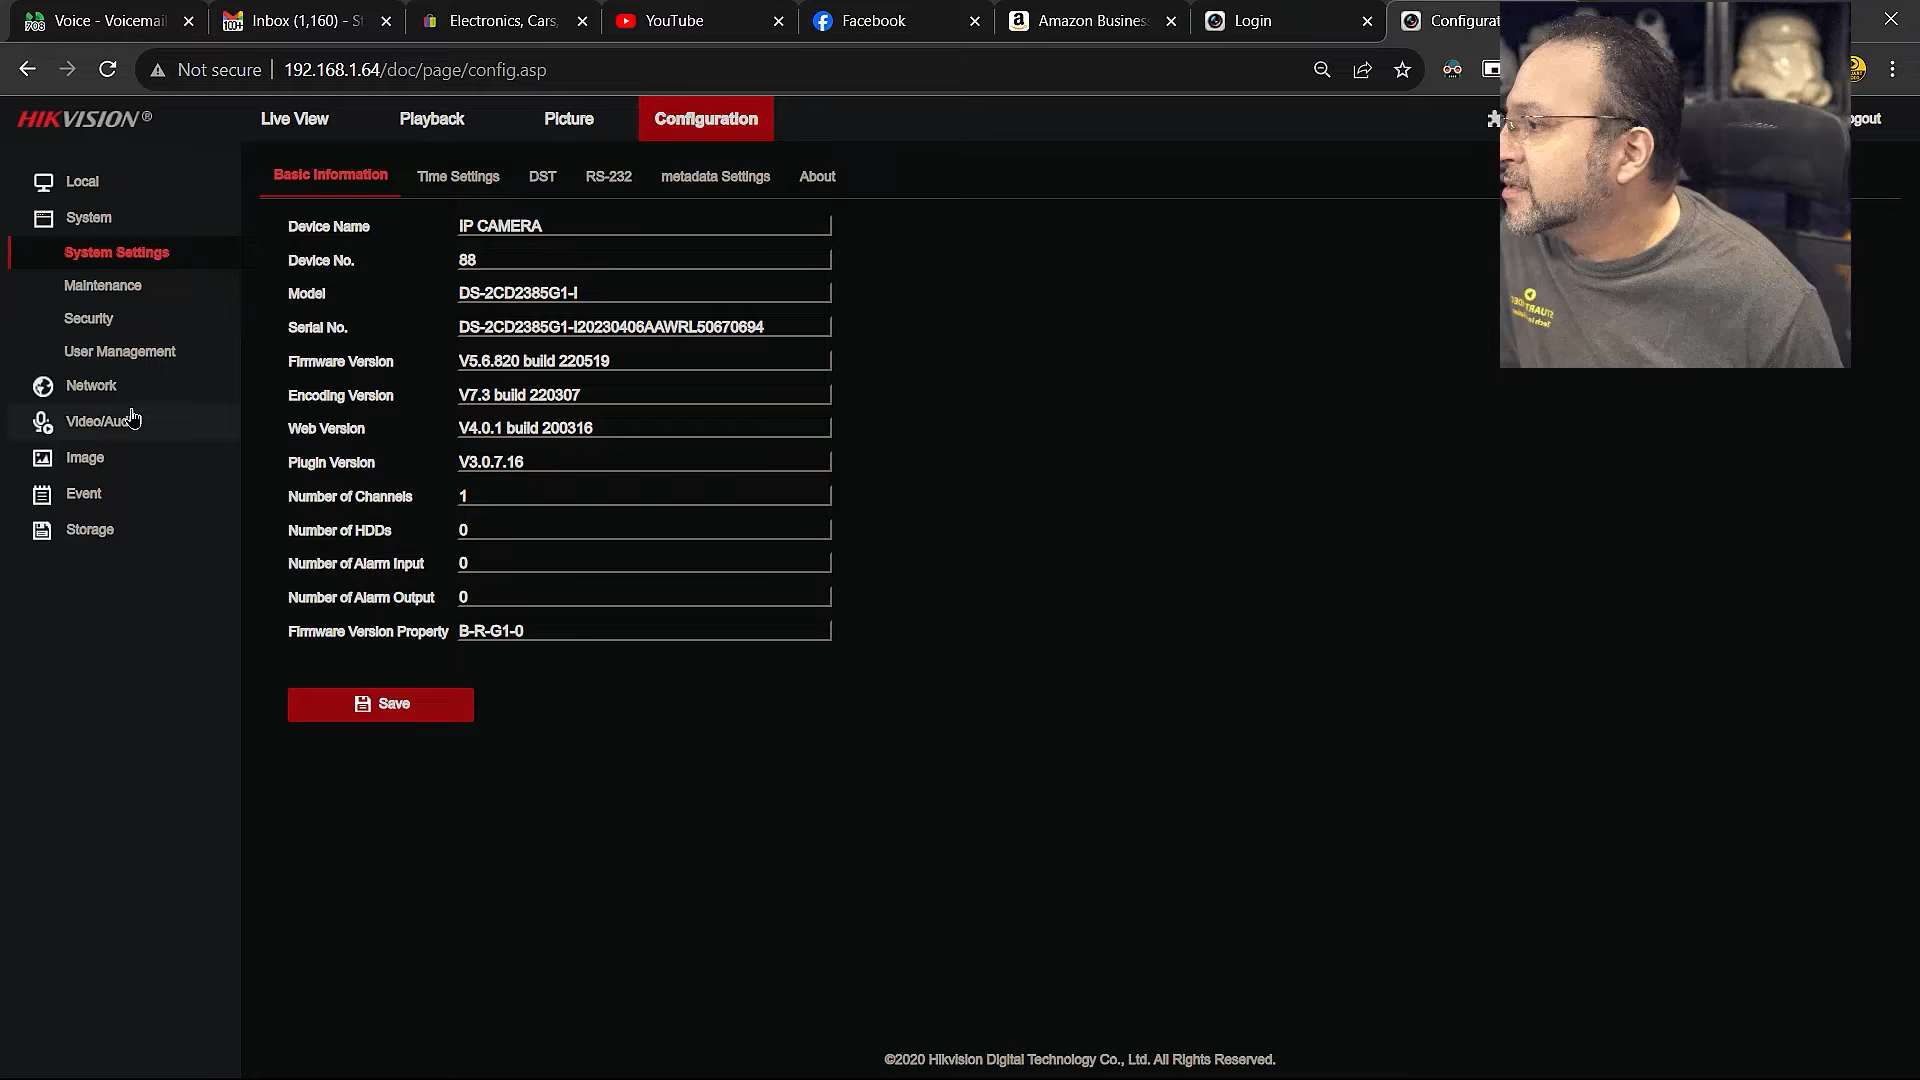 Voice - Voicemail
Inbox (1,160) - St
Electronics, Cars,
YouTube
Facebook
Amazon Busines
Login
Configurat
Not secure
192.168.1.64/doc/page/config.asp
HIKVISION®
Live View
Playback
Picture
Configuration
ogout
Local
System
System Settings
Maintenance
Security
User Management
Network
Video/Aud
Image
Event
Storage
Basic Information
Time Settings
DST
RS-232
metadata Settings
About
Device Name IP CAMERA
Device No. 88
Model DS-2CD2385G1-I
Serial No. DS-2CD2385G1-I20230406AAWRL50670694
Firmware Version V5.6.820 build 220519
Encoding Version V7.3 build 220307
Web Version V4.0.1 build 200316
Plugin Version V3.0.7.16
Number of Channels 1
Number of HDDs 0
Number of Alarm Input 0
Number of Alarm Output 0
Firmware Version Property B-R-G1-0
Save
©2020 Hikvision Digital Technology Co., Ltd. All Rights Reserved.